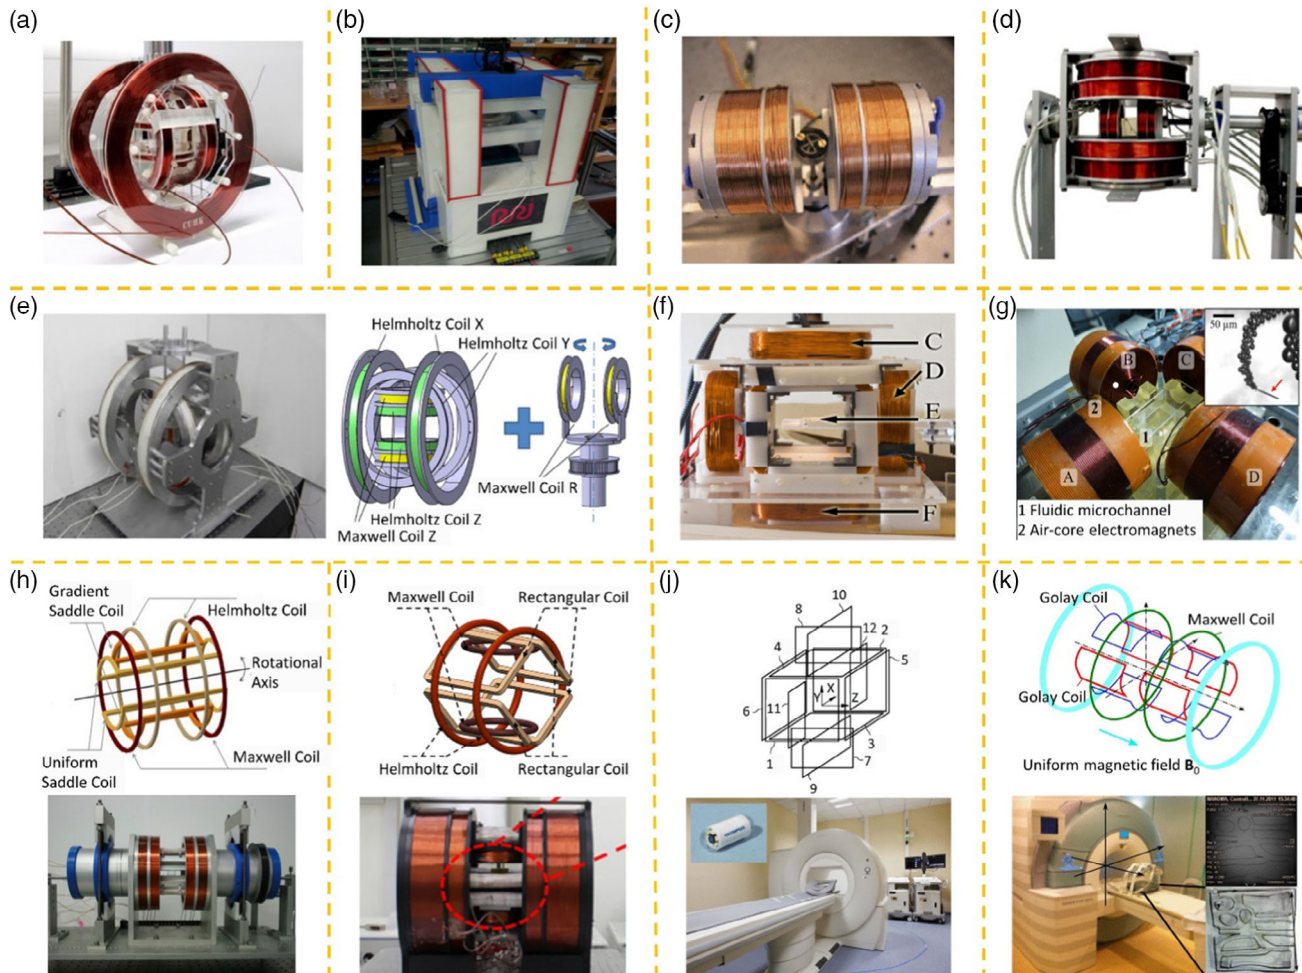 (a)
(b)
(c)
(d)
(e)
Helmholtz Coil X
Helmholtz Coil Y
Maxwell Coil R
Helmholtz Coil Z
Maxwell Coil Z
(f)
C
D
E
F
(g)
50 μm
B
C
2
1
A
D
1 Fluidic microchannel
2 Air-core electromagnets
(h)
Gradient
Saddle Coil
Helmholtz Coil
Rotational
Axis
Maxwell Coil
Uniform
Saddle Coil
(i)
Maxwell Coil
Rectangular Coil
Helmholtz Coil
Rectangular Coil
(j)
10
8
12
2
4
5
X
Y
Z
6
11
3
1
7
9
(k)
Golay Coil
Maxwell Coil
Golay Coil
Uniform magnetic field B₀